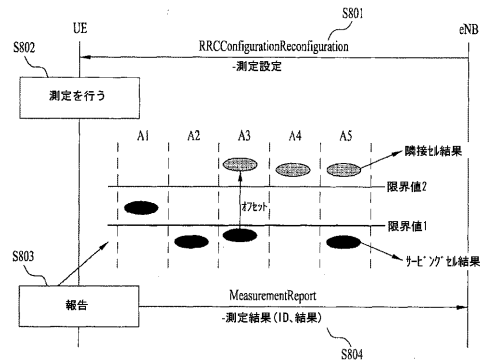 S801
UE
eNB
S802
RRCConfigurationReconfiguration
-測定設定
測定を行う
A1 A2 A3 A4 A5
隣接セル結果
限界値2
オフセット
限界値1
S803
サービングセル結果
報告
MeasurementReport
-測定結果(ID、結果)
S804